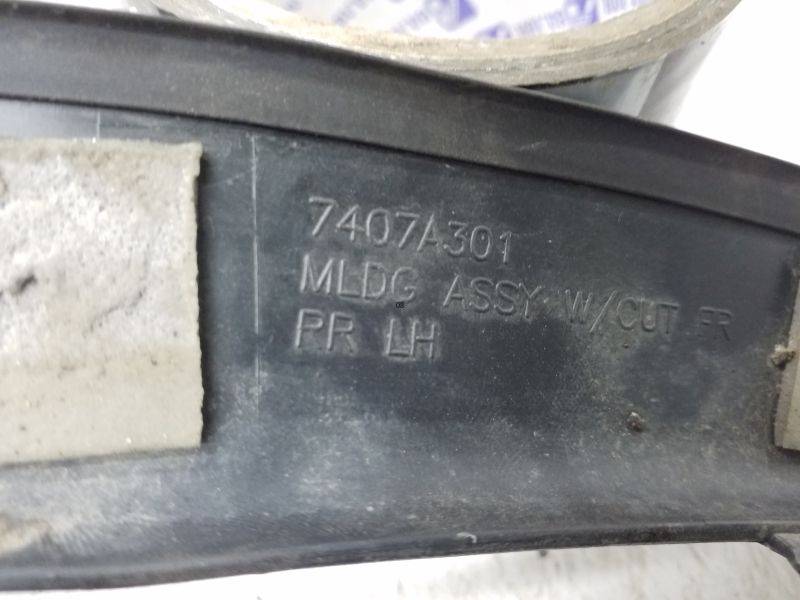 7407A301
MLDG ASSY W/CUT FR
PR LH